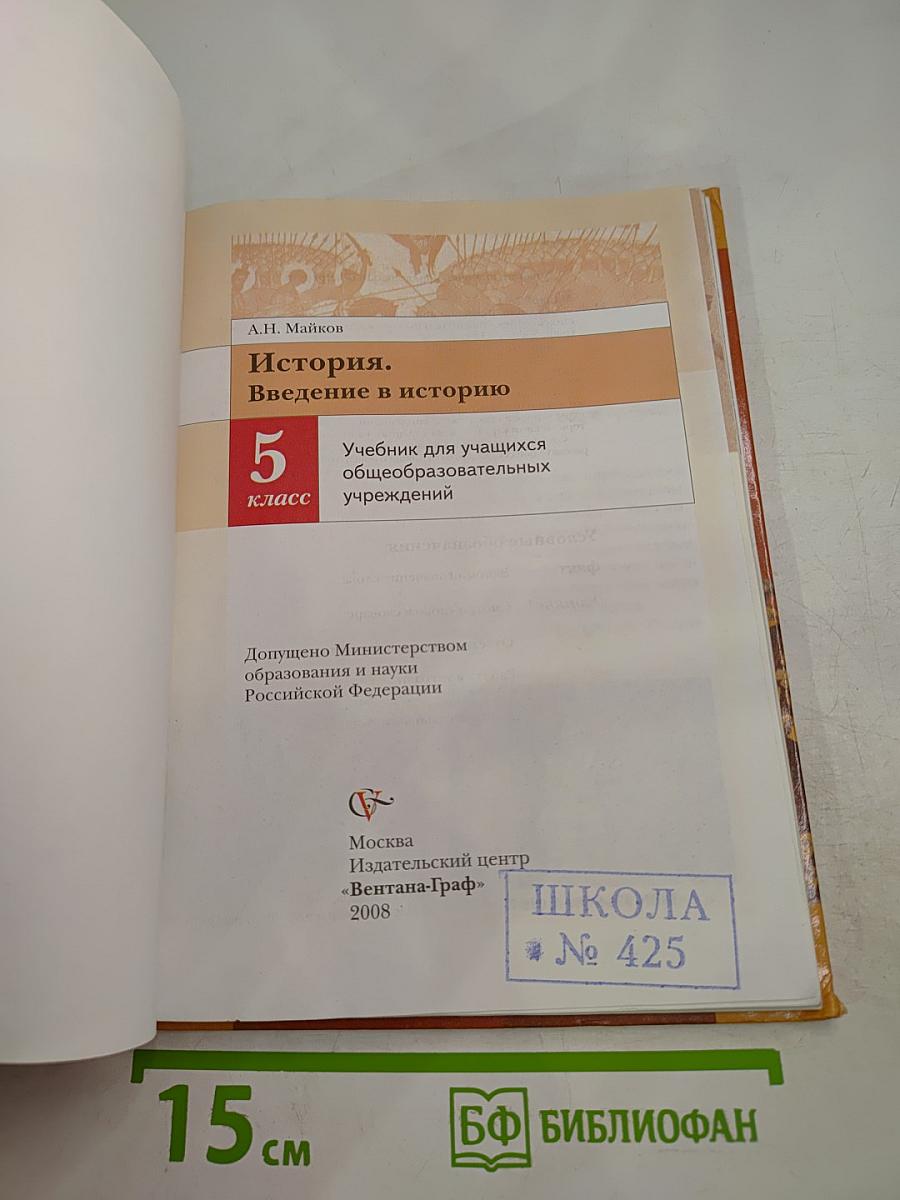 А.Н. Майков
История.
Введение в историю
5
класс
Учебник для учащихся
общеобразовательных
учреждений
Допущено Министерством
образования и науки
Российской Федерации
Москва
Издательский центр
«Вентана-Граф»
2008
ШКОЛА
№ 425
15 см
БФ БИБЛИОФАН